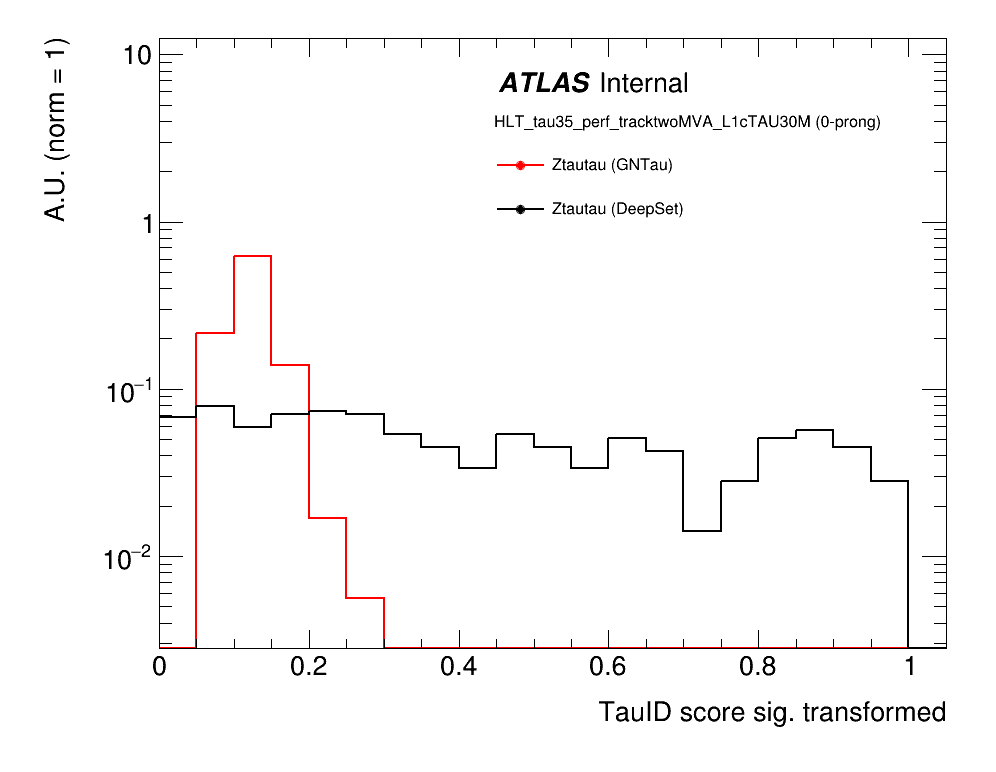 A.U. (norm = 1)
10
1
10⁻¹
10⁻²
ATLAS Internal
HLT_tau35_perf_tracktwoMVA_L1cTAU30M (0-prong)
Ztautau (GNTau)
Ztautau (DeepSet)
0 0.2 0.4 0.6 0.8 1
TauID score sig. transformed